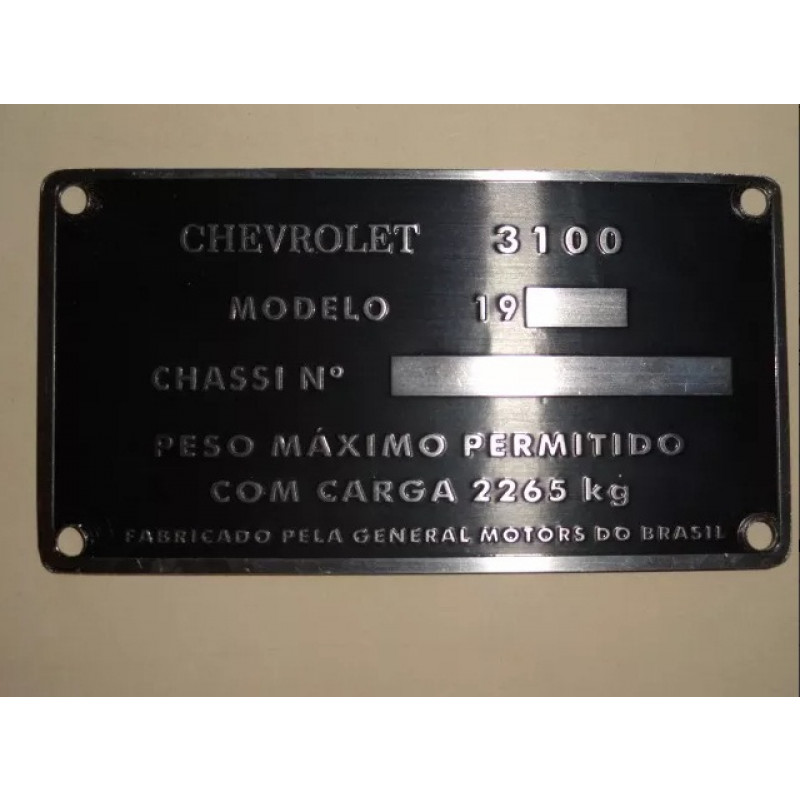 CHEVROLET 3100
MODELO 19
CHASSI Nº
PESO MÁXIMO PERMITIDO
COM CARGA 2265 kg
FABRICADO PELA GENERAL MOTORS DO BRASIL